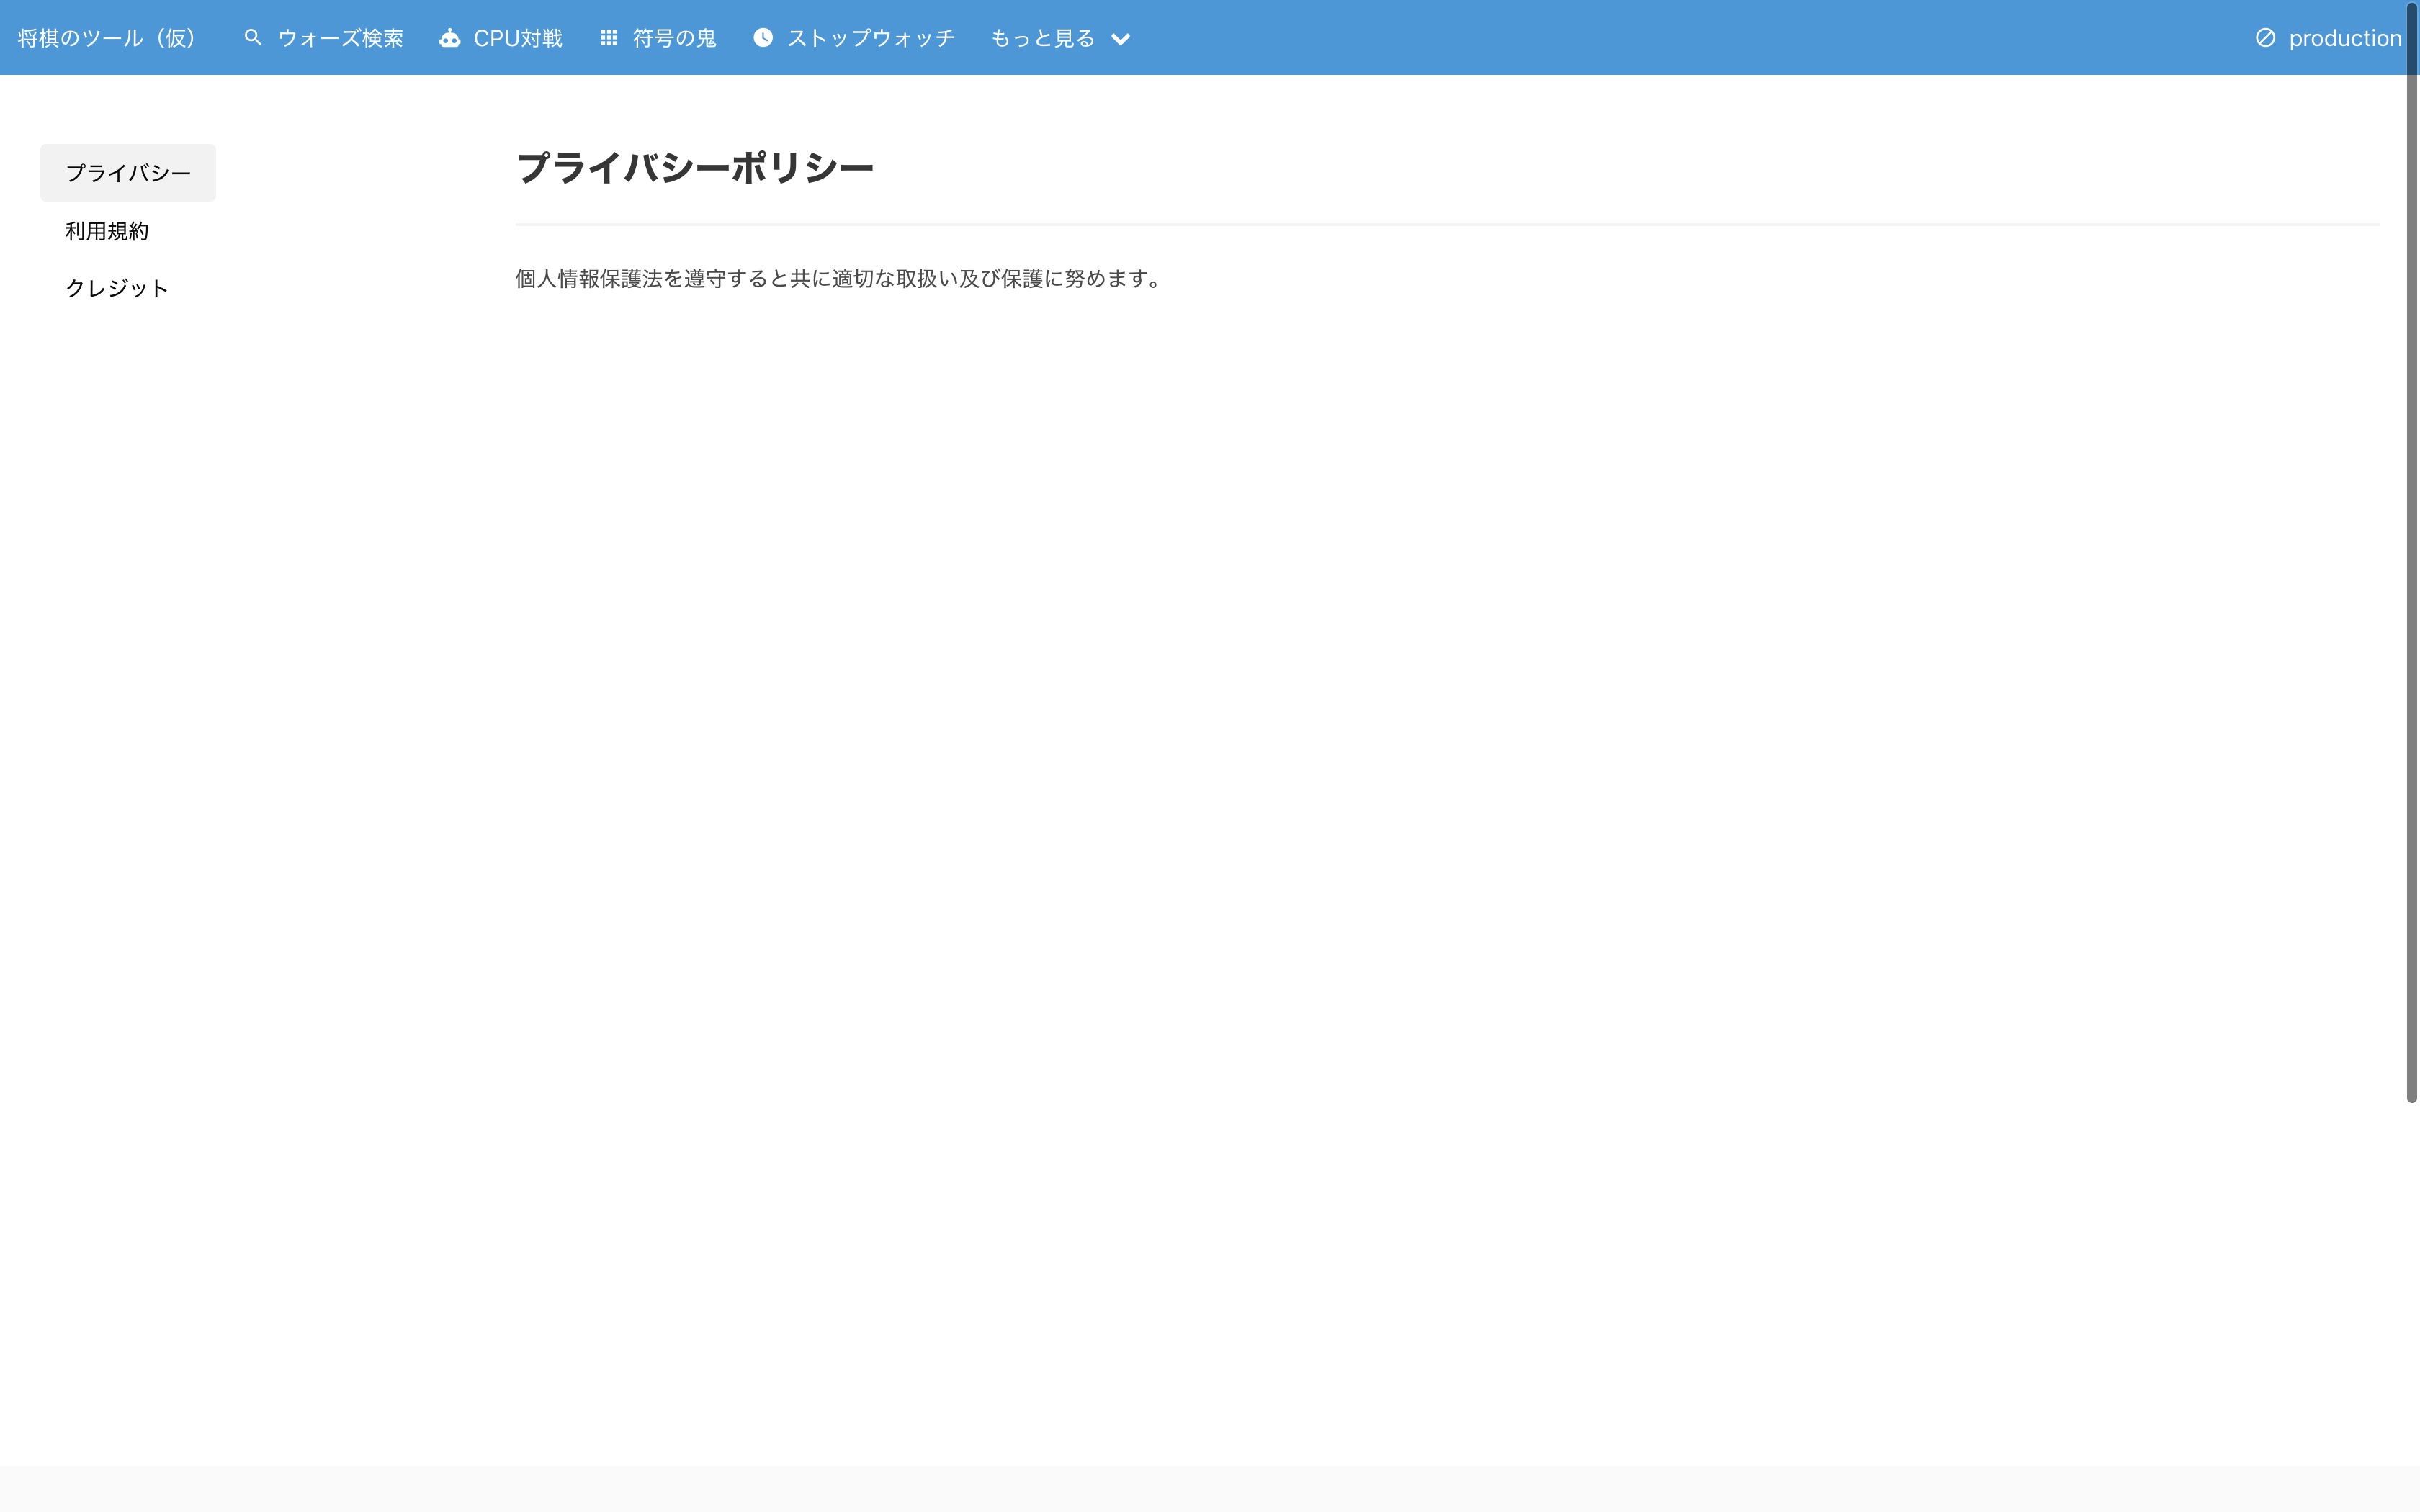 将棋のツール（仮） ウォーズ検索 CPU対戦 符号の鬼 ストップウォッチ もっと見る production
プライバシー
利用規約
クレジット
プライバシーポリシー
個人情報保護法を遵守すると共に適切な取扱い及び保護に努めます。